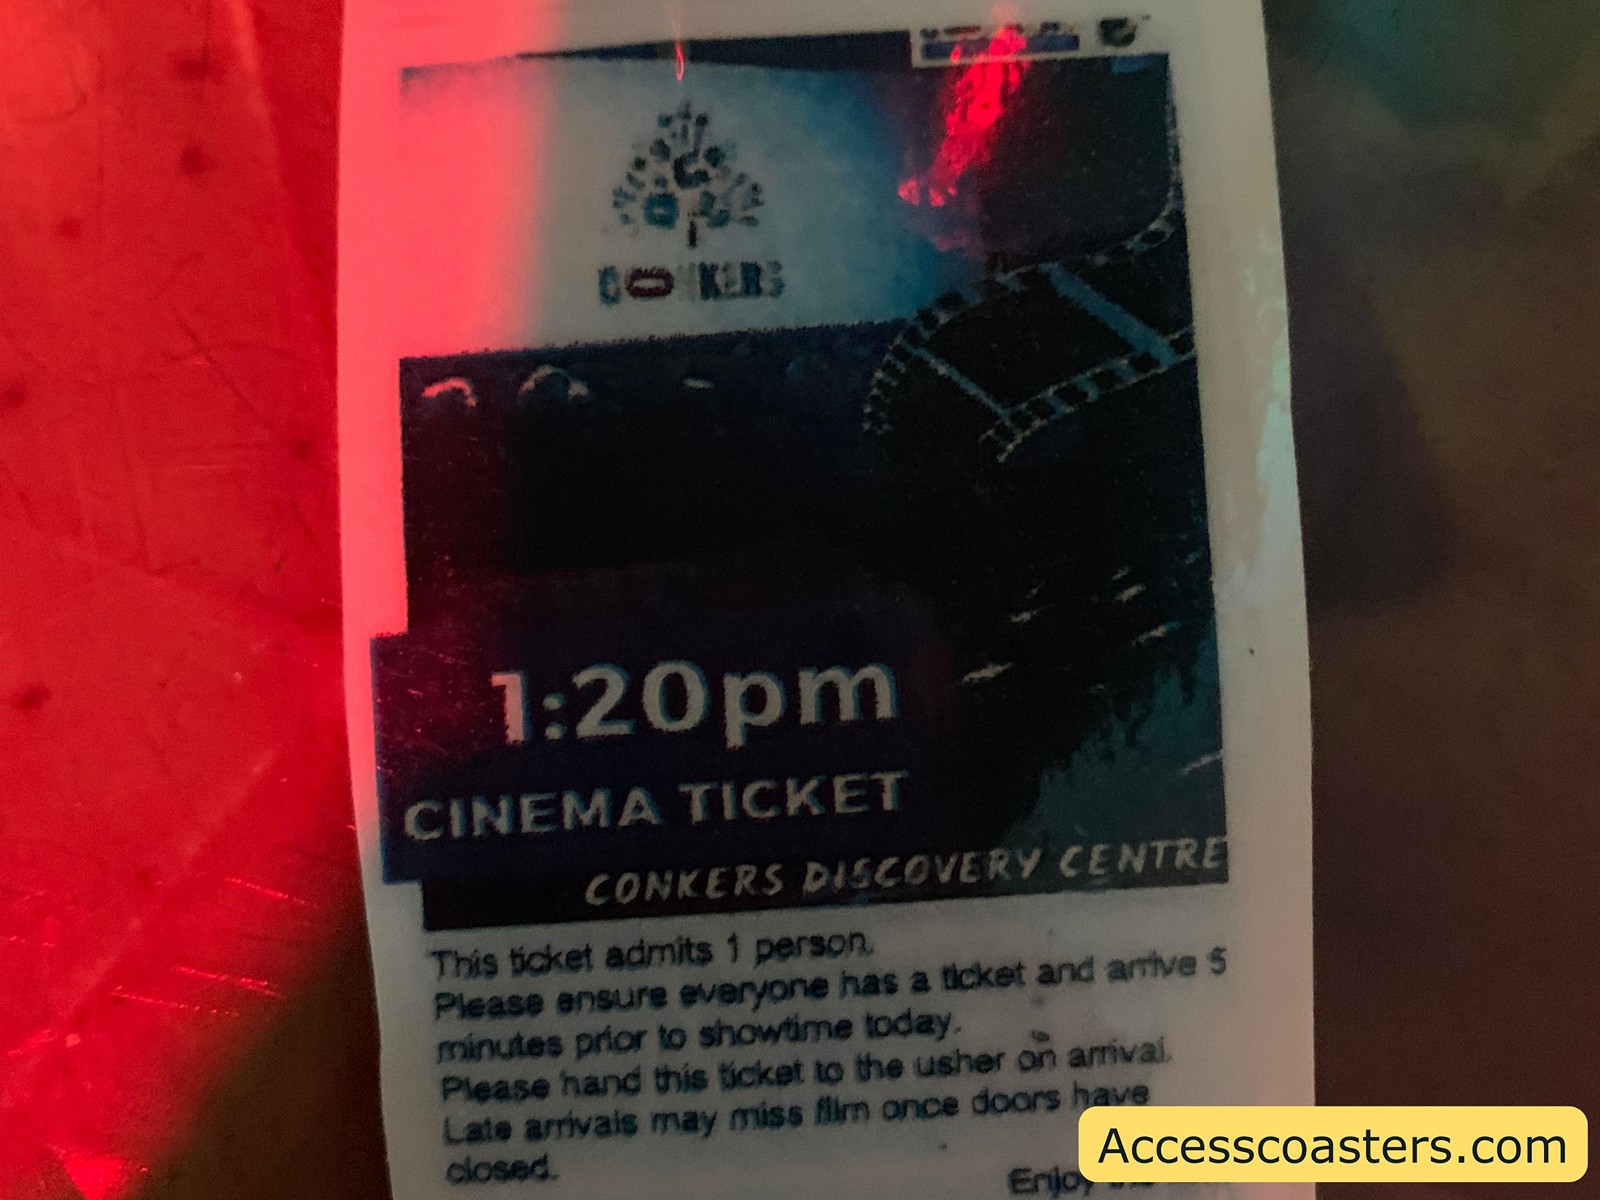 CONKERS
1:20pm
CINEMA TICKET
CONKERS DISCOVERY CENTRE
This ticket admits 1 person.
Please ensure everyone has a ticket and arrive 5
minutes prior to showtime today.
Please hand this ticket to the usher on arrival.
Late arrivals may miss film once doors have
closed.
Enjoy
Accesscoasters.com